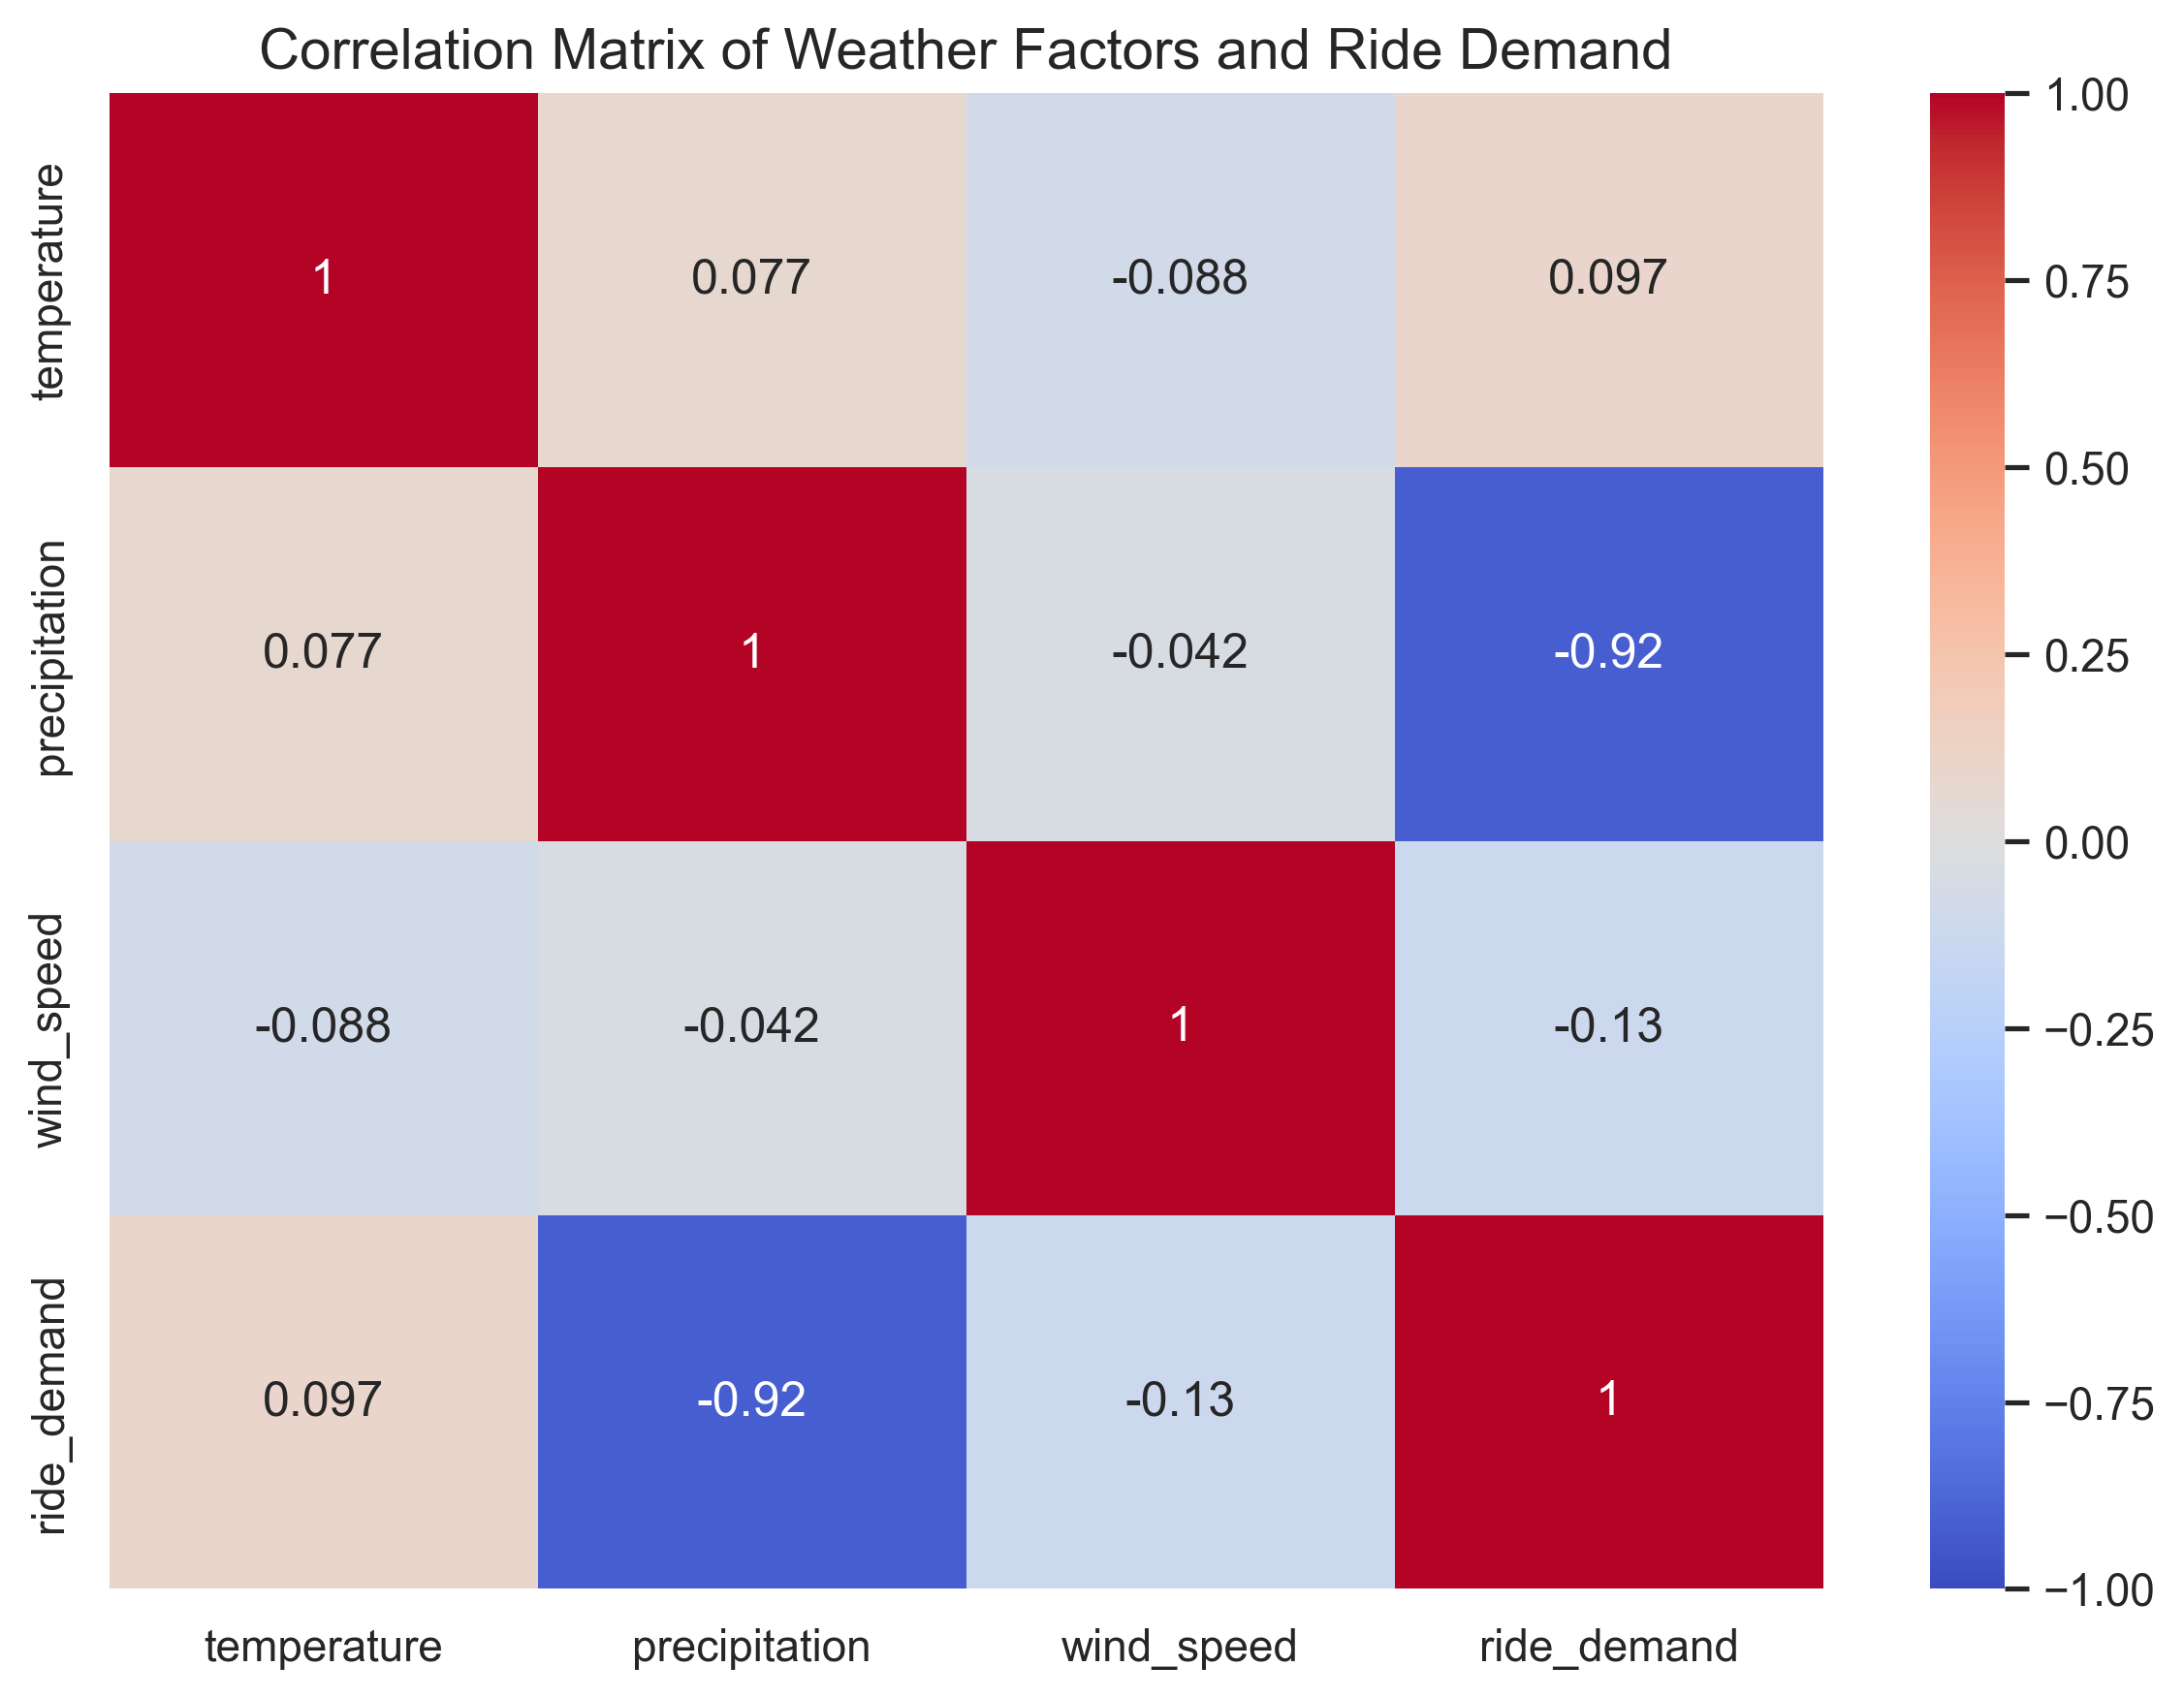 Correlation Matrix of Weather Factors and Ride Demand
temperature
1
0.077
-0.088
0.097
precipitation
0.077
1
-0.042
-0.92
wind_speed
-0.088
-0.042
1
-0.13
ride_demand
0.097
-0.92
-0.13
1
temperature
precipitation
wind_speed
ride_demand
1.00
0.75
0.50
0.25
0.00
−0.25
−0.50
−0.75
−1.00